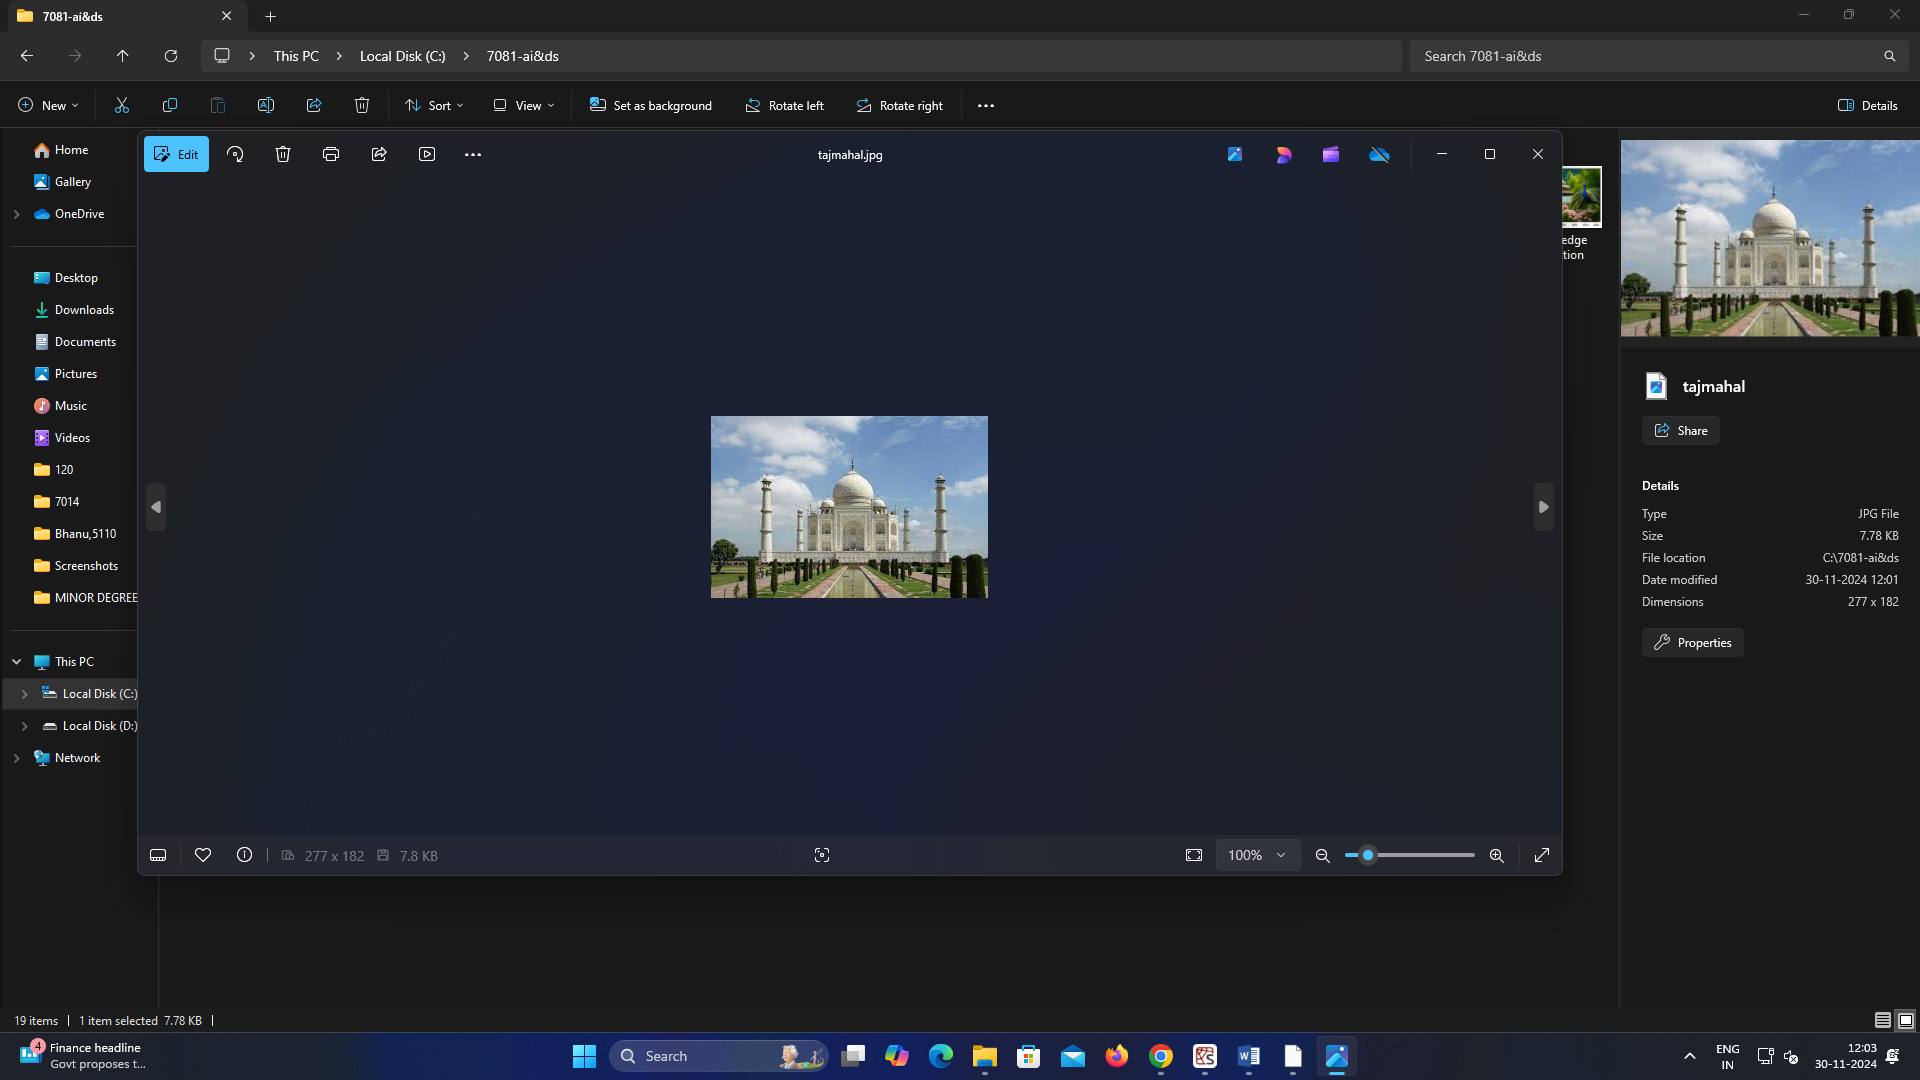 7081-ai&ds
This PC
Local Disk (C:)
7081-ai&ds
Search 7081-ai&ds
New
Sort
View
Set as background
Rotate left
Rotate right
Details
Home
Gallery
OneDrive
Desktop
Downloads
Documents
Pictures
Music
Videos
120
7014
Bhanu,5110
Screenshots
MINOR DEGREE
This PC
Local Disk (C:)
Local Disk (D:)
Network
Edit
tajmahal.jpg
277 x 182
7.8 KB
100%
edge
tion
tajmahal
Share
Details
Type JPG File
Size 7.78 KB
File location C:\7081-ai&ds
Date modified 30-11-2024 12:01
Dimensions 277 x 182
Properties
19 items
1 item selected 7.78 KB
4
Finance headline
Govt proposes t...
Search
ENG
IN
12:03
30-11-2024